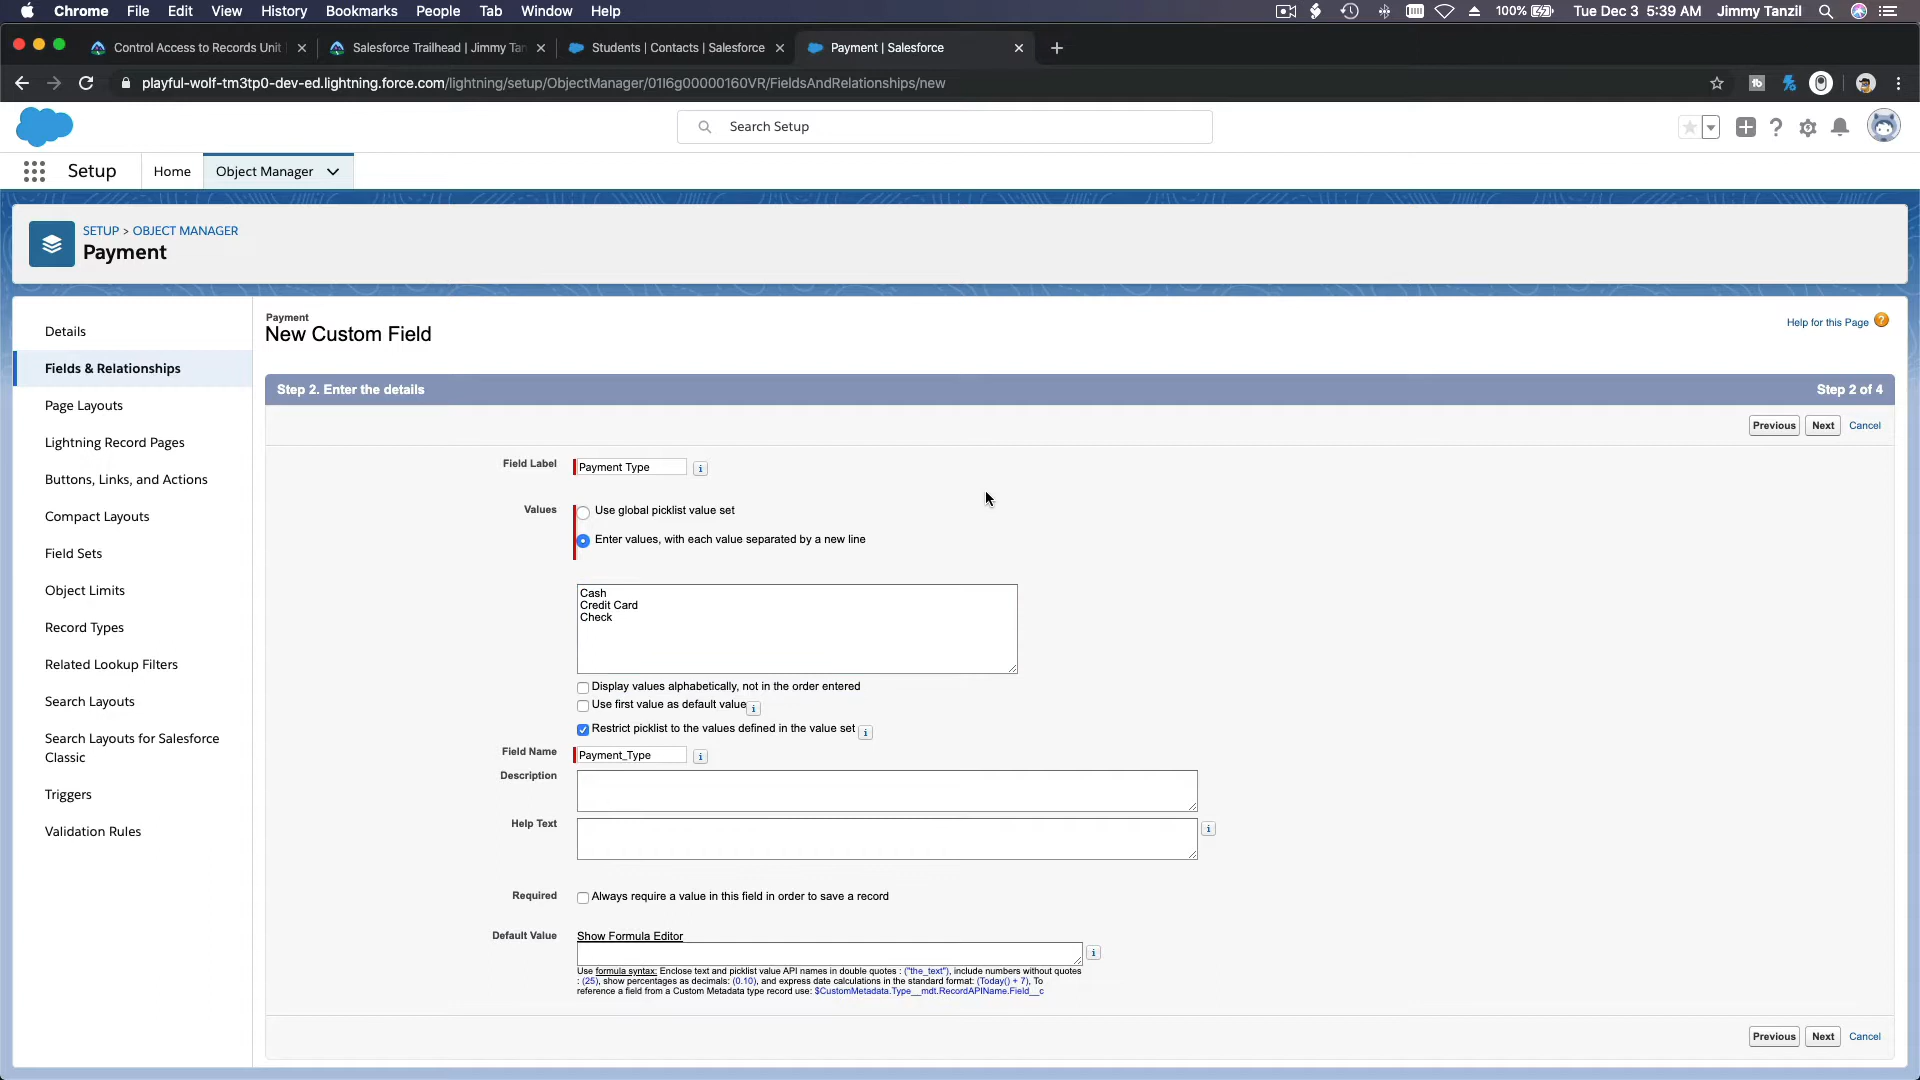 Chrome File Edit View History Bookmarks People Tab Window Help 100% Tue Dec 3 5:39 AM Jimmy Tanzil
Control Access to Records Unit Salesforce Trailhead | Jimmy Tan Students | Contacts | Salesforce Payment | Salesforce
playful-wolf-tm3tp0-dev-ed.lightning.force.com/lightning/setup/ObjectManager/01I6g00000160VR/FieldsAndRelationships/new
Search Setup
Setup Home Object Manager
SETUP > OBJECT MANAGER
Payment
Details
Fields & Relationships
Page Layouts
Lightning Record Pages
Buttons, Links, and Actions
Compact Layouts
Field Sets
Object Limits
Record Types
Related Lookup Filters
Search Layouts
Search Layouts for Salesforce
Classic
Triggers
Validation Rules
Payment
New Custom Field
Help for this Page
Step 2. Enter the details Step 2 of 4
Previous Next Cancel
Field Label Payment Type
Values Use global picklist value set
Enter values, with each value separated by a new line
Cash
Credit Card
Check
Display values alphabetically, not in the order entered
Use first value as default value
Restrict picklist to the values defined in the value set
Field Name Payment_Type
Description
Help Text
Required Always require a value in this field in order to save a record
Default Value Show Formula Editor
Use formula syntax: Enclose text and picklist value API names in double quotes : ("the_text"), include numbers without quotes
: (25), show percentages as decimals: (0.10), and express date calculations in the standard format: (Today() + 7), To
reference a field from a Custom Metadata type record use: $CustomMetadata.Type__mdt.RecordAPIName.Field__c
Previous Next Cancel